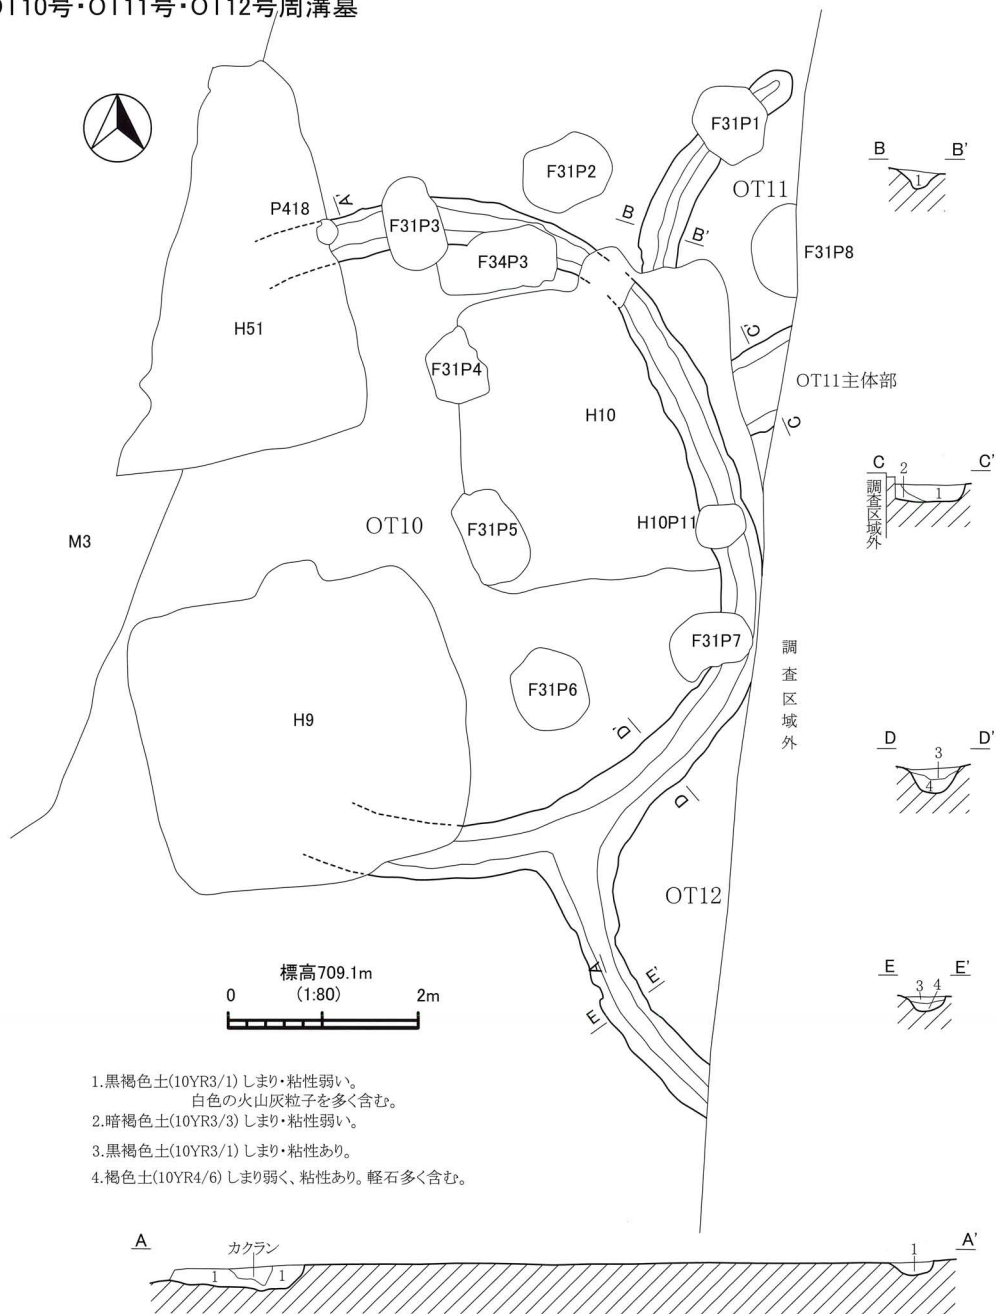 OT10号・OT11号・OT12号周溝墓
F31P1
B
B'
1
F31P2
OT11
P418
A'
F31P3
B
B'
F31P8
F34P3
H51
C'
F31P4
OT11主体部
H10
C
C
C'
2
1
調査区域外
OT10
F31P5
H10P11
M3
F31P7
調査区域外
F31P6
H9
D'
D
D'
3
4
D
OT12
A
E'
E
E
E'
3 4
標高709.1m
0
(1:80)
2m
1.黒褐色土(10YR3/1)しまり・粘性弱い。
白色の火山灰粒子を多く含む。
2.暗褐色土(10YR3/3)しまり・粘性弱い。
3.黒褐色土(10YR3/1)しまり・粘性あり。
4.褐色土(10YR4/6)しまり弱く、粘性あり。軽石多く含む。
A
カクラン
1
1
1
A'